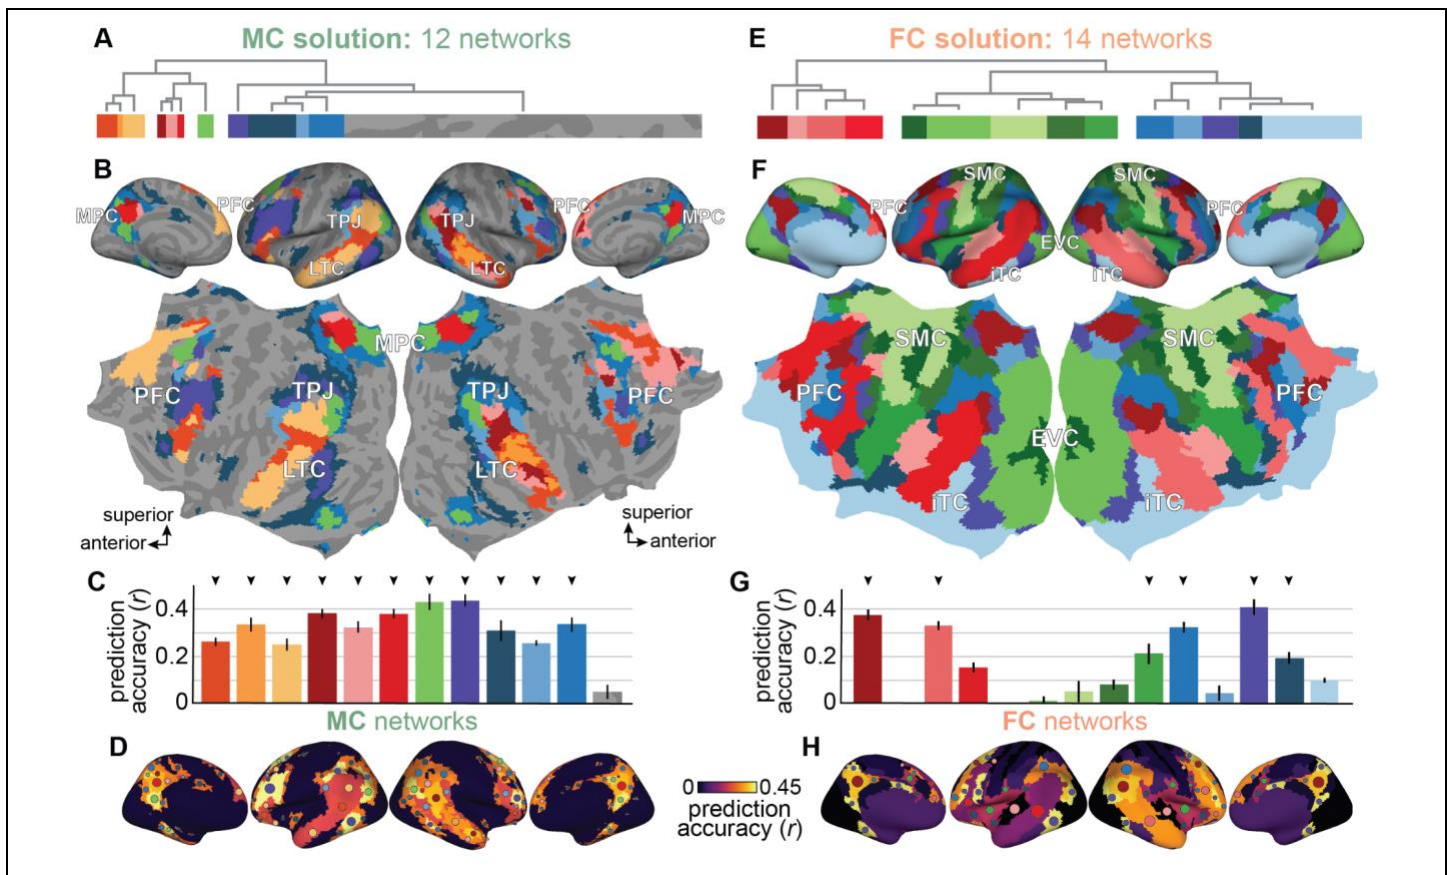 A
MC solution: 12 networks
B
MPC
PFC
TPJ
LTC
TPJ
LTC
PFC
MPC
MPC
PFC
TPJ
LTC
TPJ
LTC
PFC
superior
anterior
superior
anterior
C
prediction
accuracy (r)
0.4
0.2
0
MC networks
D
0
0.45
prediction
accuracy (r)
E
FC solution: 14 networks
F
PFC
SMC
EVC
iTC
SMC
iTC
PFC
SMC
PFC
iTC
EVC
SMC
PFC
iTC
G
prediction
accuracy (r)
0.4
0.2
0
FC networks
H